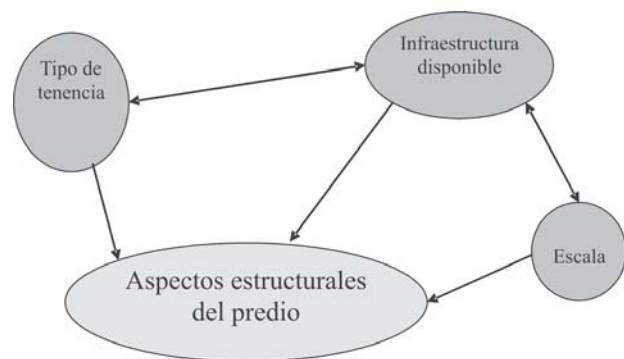 Tipo de
tenencia
Infraestructura
disponible
Escala
Aspectos estructurales
del predio